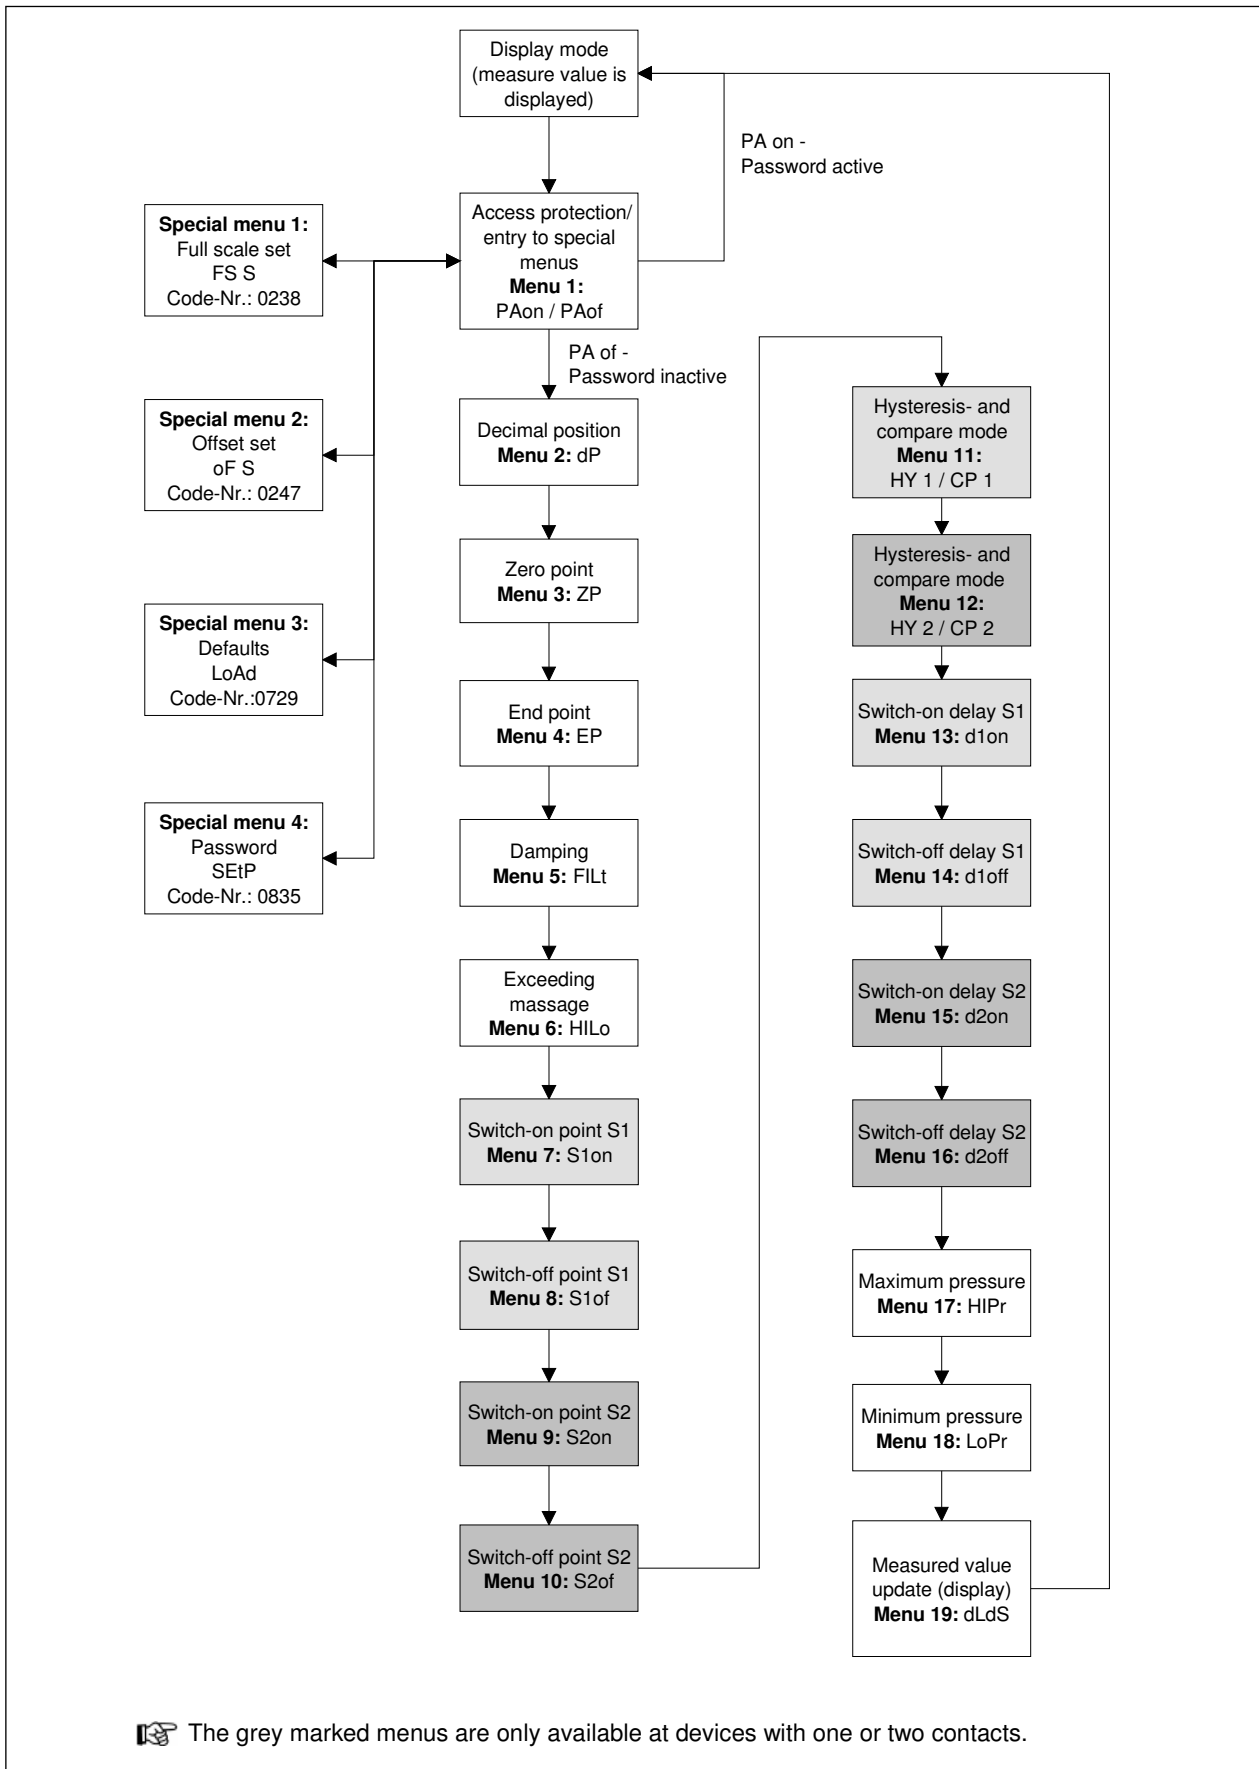 Display mode
(measure value is
displayed)
PA on -
Password active
Access protection/
entry to special
menus
Menu 1:
PAon / PAof
Special menu 1:
Full scale set
FS S
Code-Nr.: 0238
PA of -
Password inactive
Special menu 2:
Offset set
oF S
Code-Nr.: 0247
Special menu 3:
Defaults
LoAd
Code-Nr.:0729
Special menu 4:
Password
SEtP
Code-Nr.: 0835
Decimal position
Menu 2: dP
Zero point
Menu 3: ZP
End point
Menu 4: EP
Damping
Menu 5: FILt
Exceeding
massage
Menu 6: HILo
Switch-on point S1
Menu 7: S1on
Switch-off point S1
Menu 8: S1of
Switch-on point S2
Menu 9: S2on
Switch-off point S2
Menu 10: S2of
Hysteresis- and
compare mode
Menu 11:
HY 1 / CP 1
Hysteresis- and
compare mode
Menu 12:
HY 2 / CP 2
Switch-on delay S1
Menu 13: d1on
Switch-off delay S1
Menu 14: d1off
Switch-on delay S2
Menu 15: d2on
Switch-off delay S2
Menu 16: d2off
Maximum pressure
Menu 17: HIPr
Minimum pressure
Menu 18: LoPr
Measured value
update (display)
Menu 19: dLdS
The grey marked menus are only available at devices with one or two contacts.